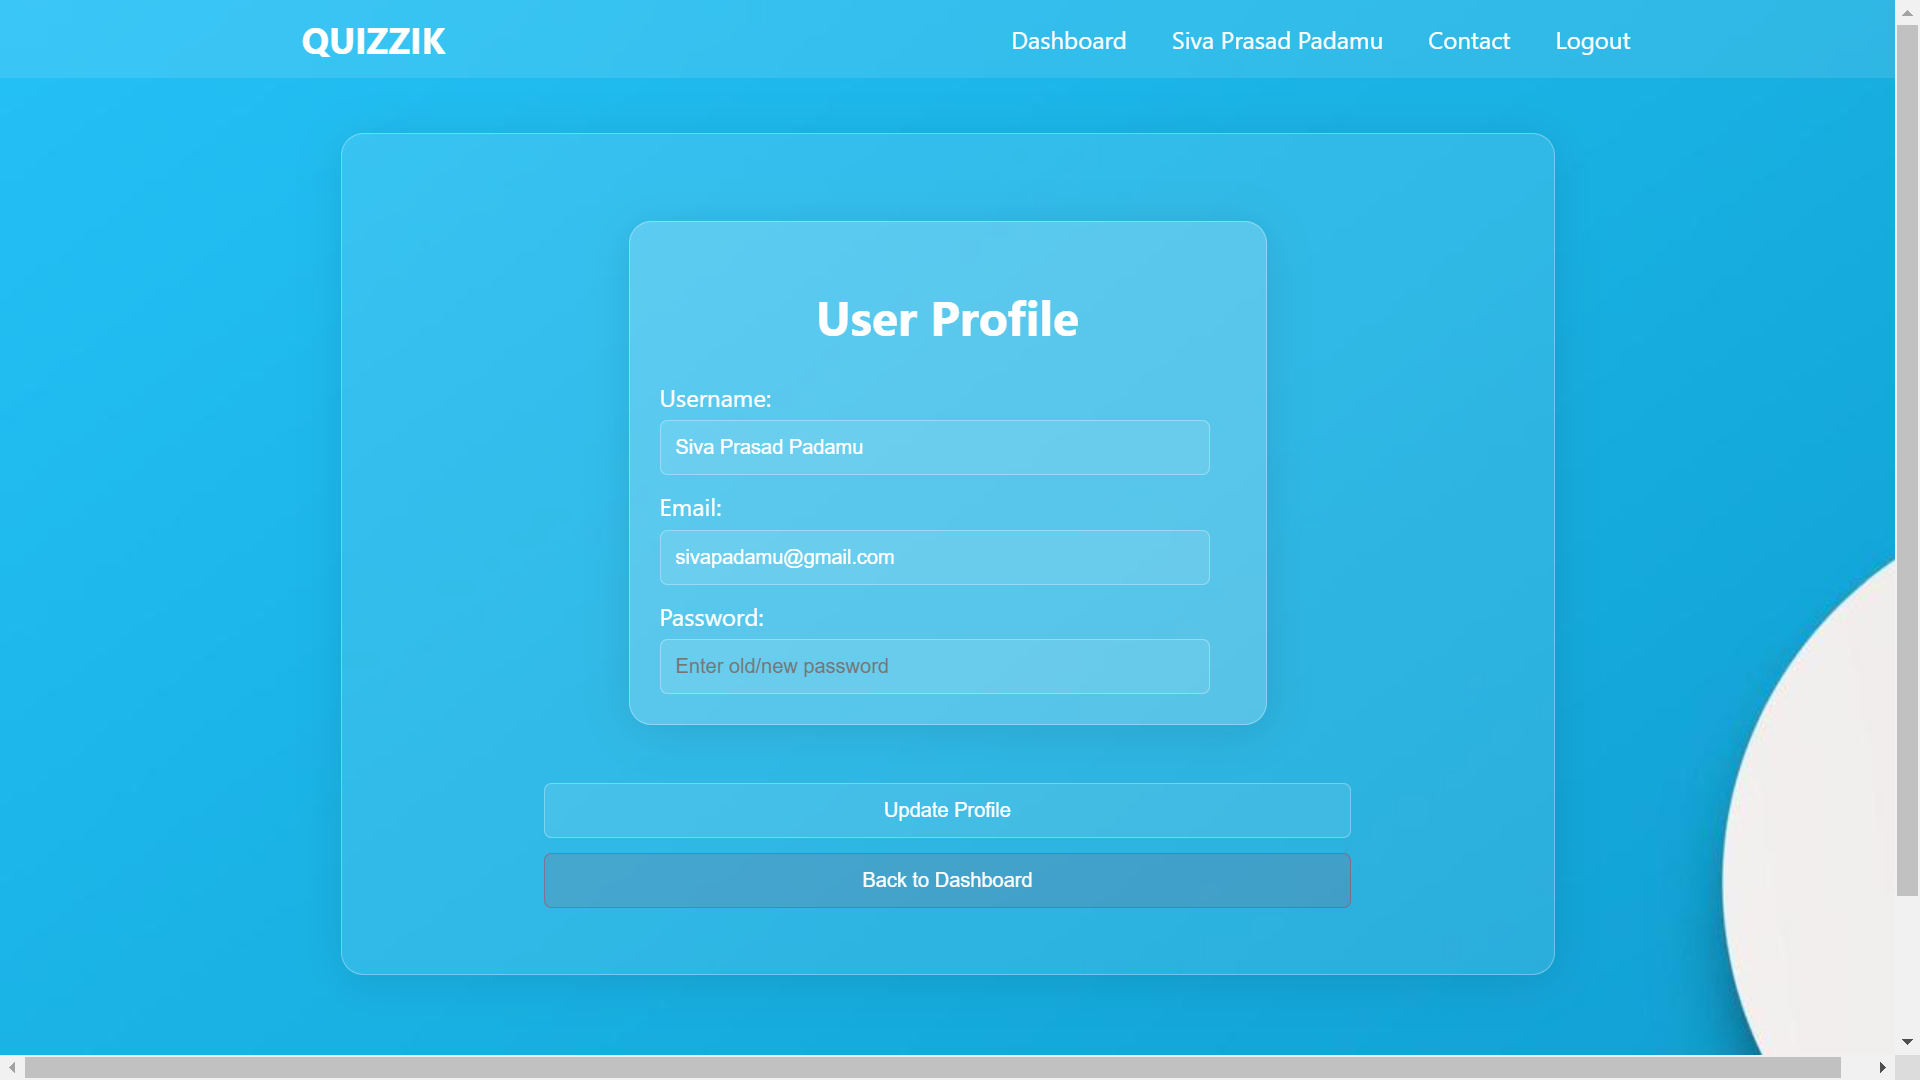 QUIZZIK
Dashboard
Siva Prasad Padamu
Contact
Logout
User Profile
Username:
Siva Prasad Padamu
Email:
sivapadamu@gmail.com
Password:
Enter old/new password
Update Profile
Back to Dashboard